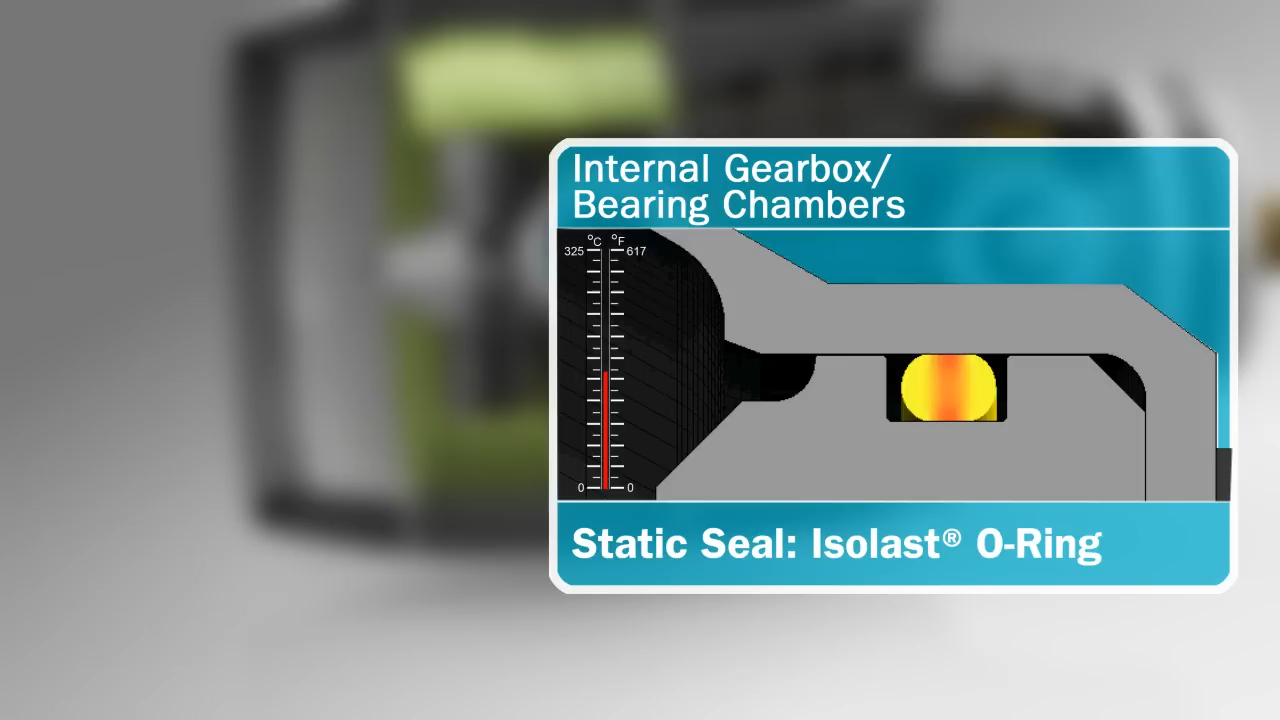 Internal Gearbox/
Bearing Chambers
°C °F
325 617
0 0
Static Seal: Isolast® O-Ring